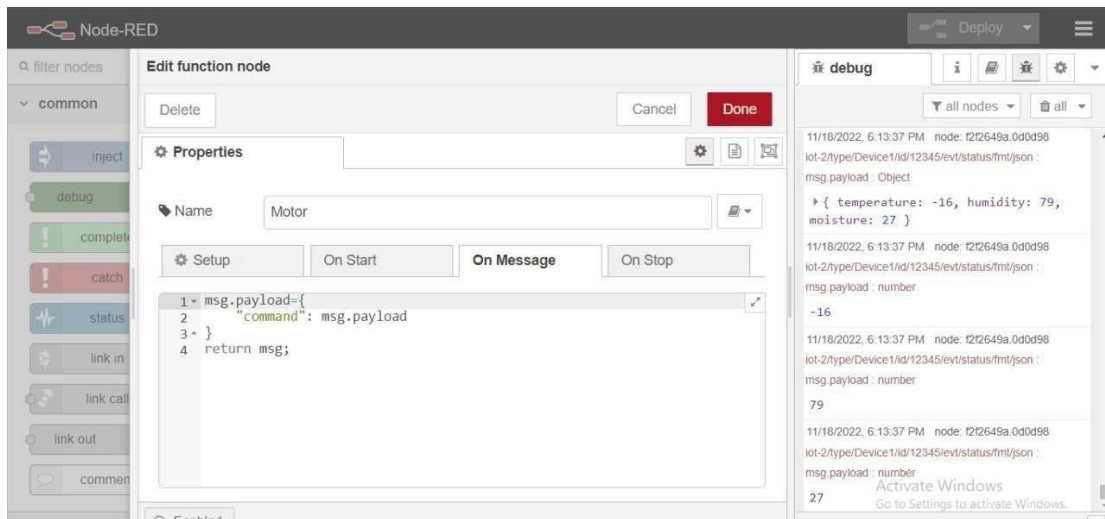 Node-RED
Deploy
filter nodes
common
inject
debug
complet
catch
status
link in
link call
link out
commen
Edit function node
Delete
Cancel
Done
Properties
Name
Motor
Setup
On Start
On Message
On Stop
1 msg.payload={
2 "command": msg.payload
3 }
4 return msg;
Enabled
debug
i
all nodes
all
11/18/2022, 6:13:37 PM node: f2f2649a.0d0d98
iot-2/type/Device1/id/12345/evt/status/fmt/json :
msg.payload : Object
{ temperature: -16, humidity: 79,
moisture: 27 }
11/18/2022, 6:13:37 PM node: f2f2649a.0d0d98
iot-2/type/Device1/id/12345/evt/status/fmt/json :
msg.payload : number
-16
11/18/2022, 6:13:37 PM node: f2f2649a.0d0d98
iot-2/type/Device1/id/12345/evt/status/fmt/json :
msg.payload : number
79
11/18/2022, 6:13:37 PM node: f2f2649a.0d0d98
iot-2/type/Device1/id/12345/evt/status/fmt/json :
msg.payload : number
27
Activate Windows
Go to Settings to activate Windows.